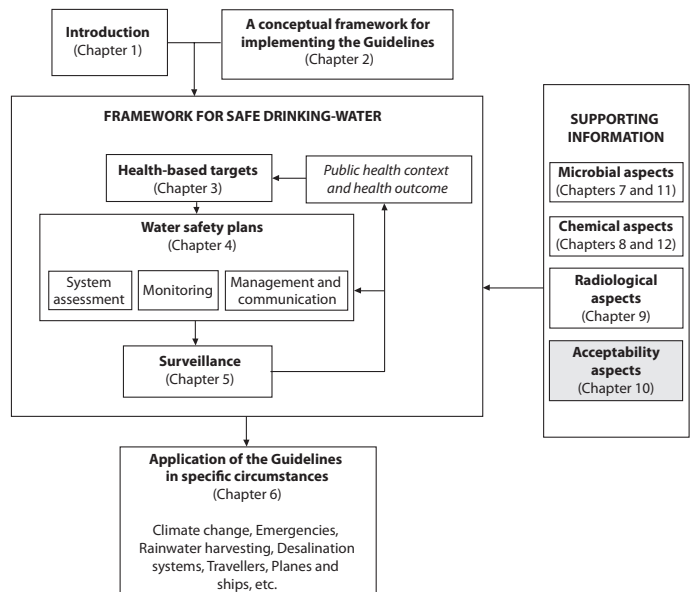 Introduction
(Chapter 1)
A conceptual framework for
implementing the Guidelines
(Chapter 2)
FRAMEWORK FOR SAFE DRINKING-WATER
Health-based targets
(Chapter 3)
Public health context
and health outcome
Water safety plans
(Chapter 4)
System
assessment
Monitoring
Management and
communication
Surveillance
(Chapter 5)
SUPPORTING
INFORMATION
Microbial aspects
(Chapters 7 and 11)
Chemical aspects
(Chapters 8 and 12)
Radiological
aspects
(Chapter 9)
Acceptability
aspects
(Chapter 10)
Application of the Guidelines
in specific circumstances
(Chapter 6)
Climate change, Emergencies,
Rainwater harvesting, Desalination
systems, Travellers, Planes and
ships, etc.